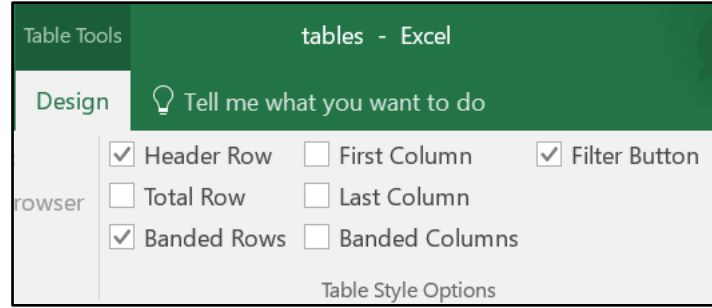 Table Tools tables - Excel
Design Tell me what you want to do
Header Row First Column Filter Button
rowser Total Row Last Column
Banded Rows Banded Columns
Table Style Options